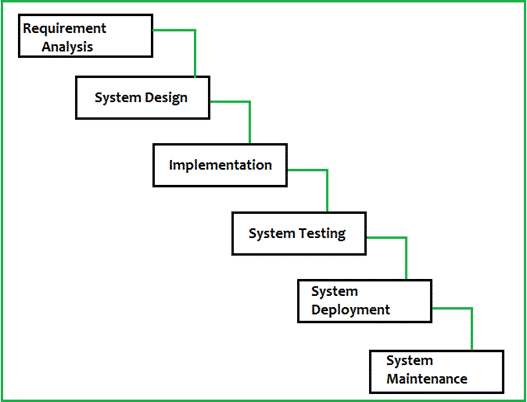 Requirement
Analysis
System Design
Implementation
System Testing
System
Deployment
System
Maintenance